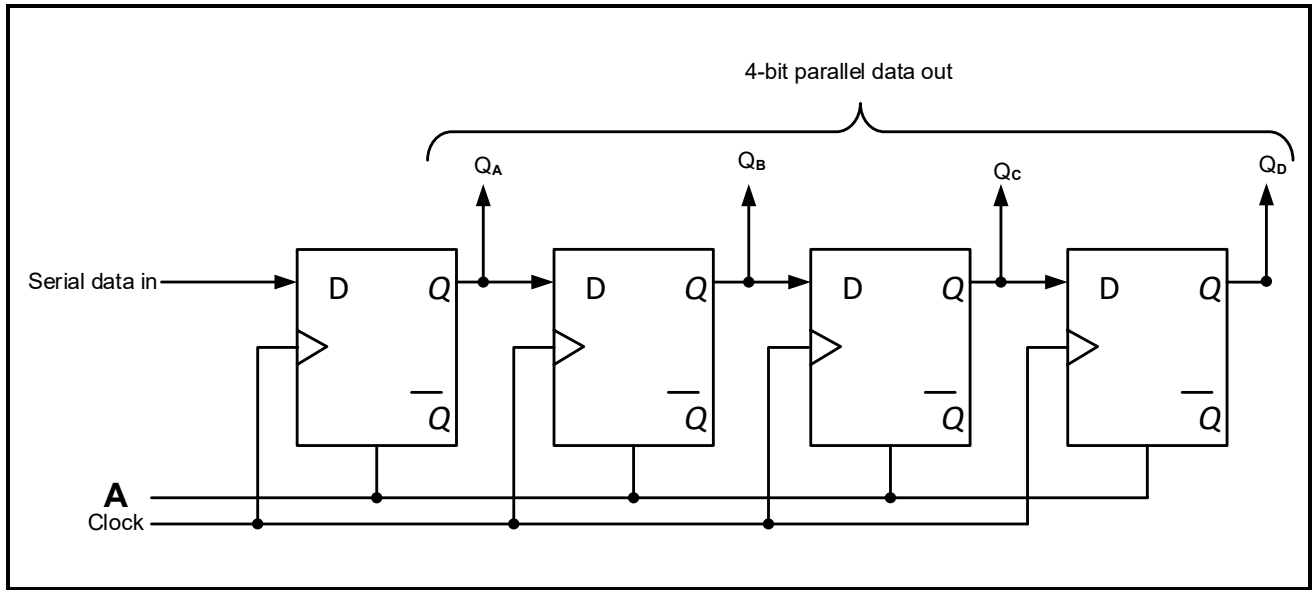 4-bit parallel data out
QA
QB
QC
QD
Serial data in
D
Q
D
Q
D
Q
D
Q
Q̅
Q̅
Q̅
Q̅
A
Clock